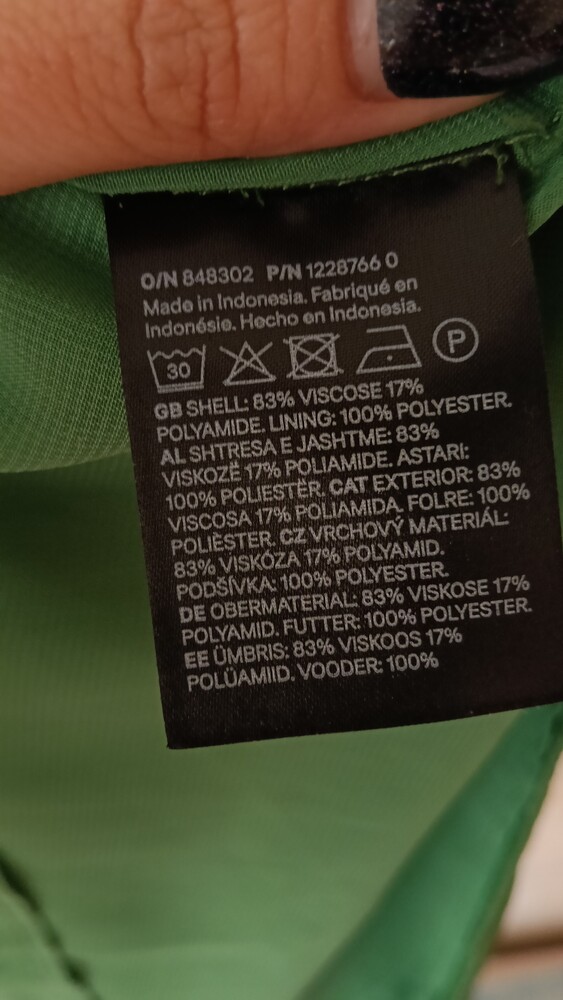 O/N 848302 P/N 1228766 0
Made in Indonesia. Fabriqué en
Indonésie. Hecho en Indonesia.
30 P
GB SHELL: 83% VISCOSE 17%
POLYAMIDE. LINING: 100% POLYESTER.
AL SHTRESA E JASHTME: 83%
VISKOZË 17% POLIAMIDE. ASTARI:
100% POLIESTËR. CAT EXTERIOR: 83%
VISCOSA 17% POLIAMIDA. FOLRE: 100%
POLIÈSTER. CZ VRCHOVÝ MATERIÁL:
83% VISKÓZA 17% POLYAMID.
PODŠÍVKA: 100% POLYESTER.
DE OBERMATERIAL: 83% VISKOSE 17%
POLYAMID. FUTTER: 100% POLYESTER.
EE ÜMBRIS: 83% VISKOOS 17%
POLÜAMIID. VOODER: 100%